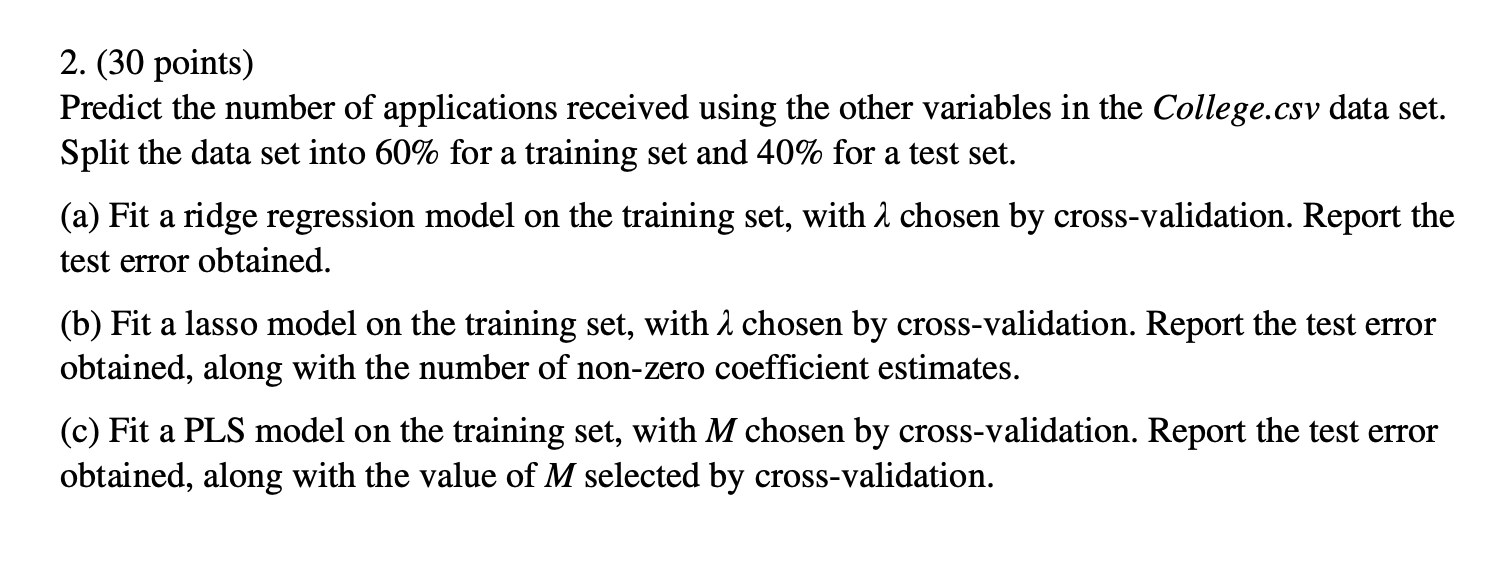 2. (30 points)
Predict the number of applications received using the other variables in the College.csv data set.
Split the data set into 60% for a training set and 40% for a test set.
(a) Fit a ridge regression model on the training set, with λ chosen by cross-validation. Report the
test error obtained.
(b) Fit a lasso model on the training set, with λ chosen by cross-validation. Report the test error
obtained, along with the number of non-zero coefficient estimates.
(c) Fit a PLS model on the training set, with M chosen by cross-validation. Report the test error
obtained, along with the value of M selected by cross-validation.